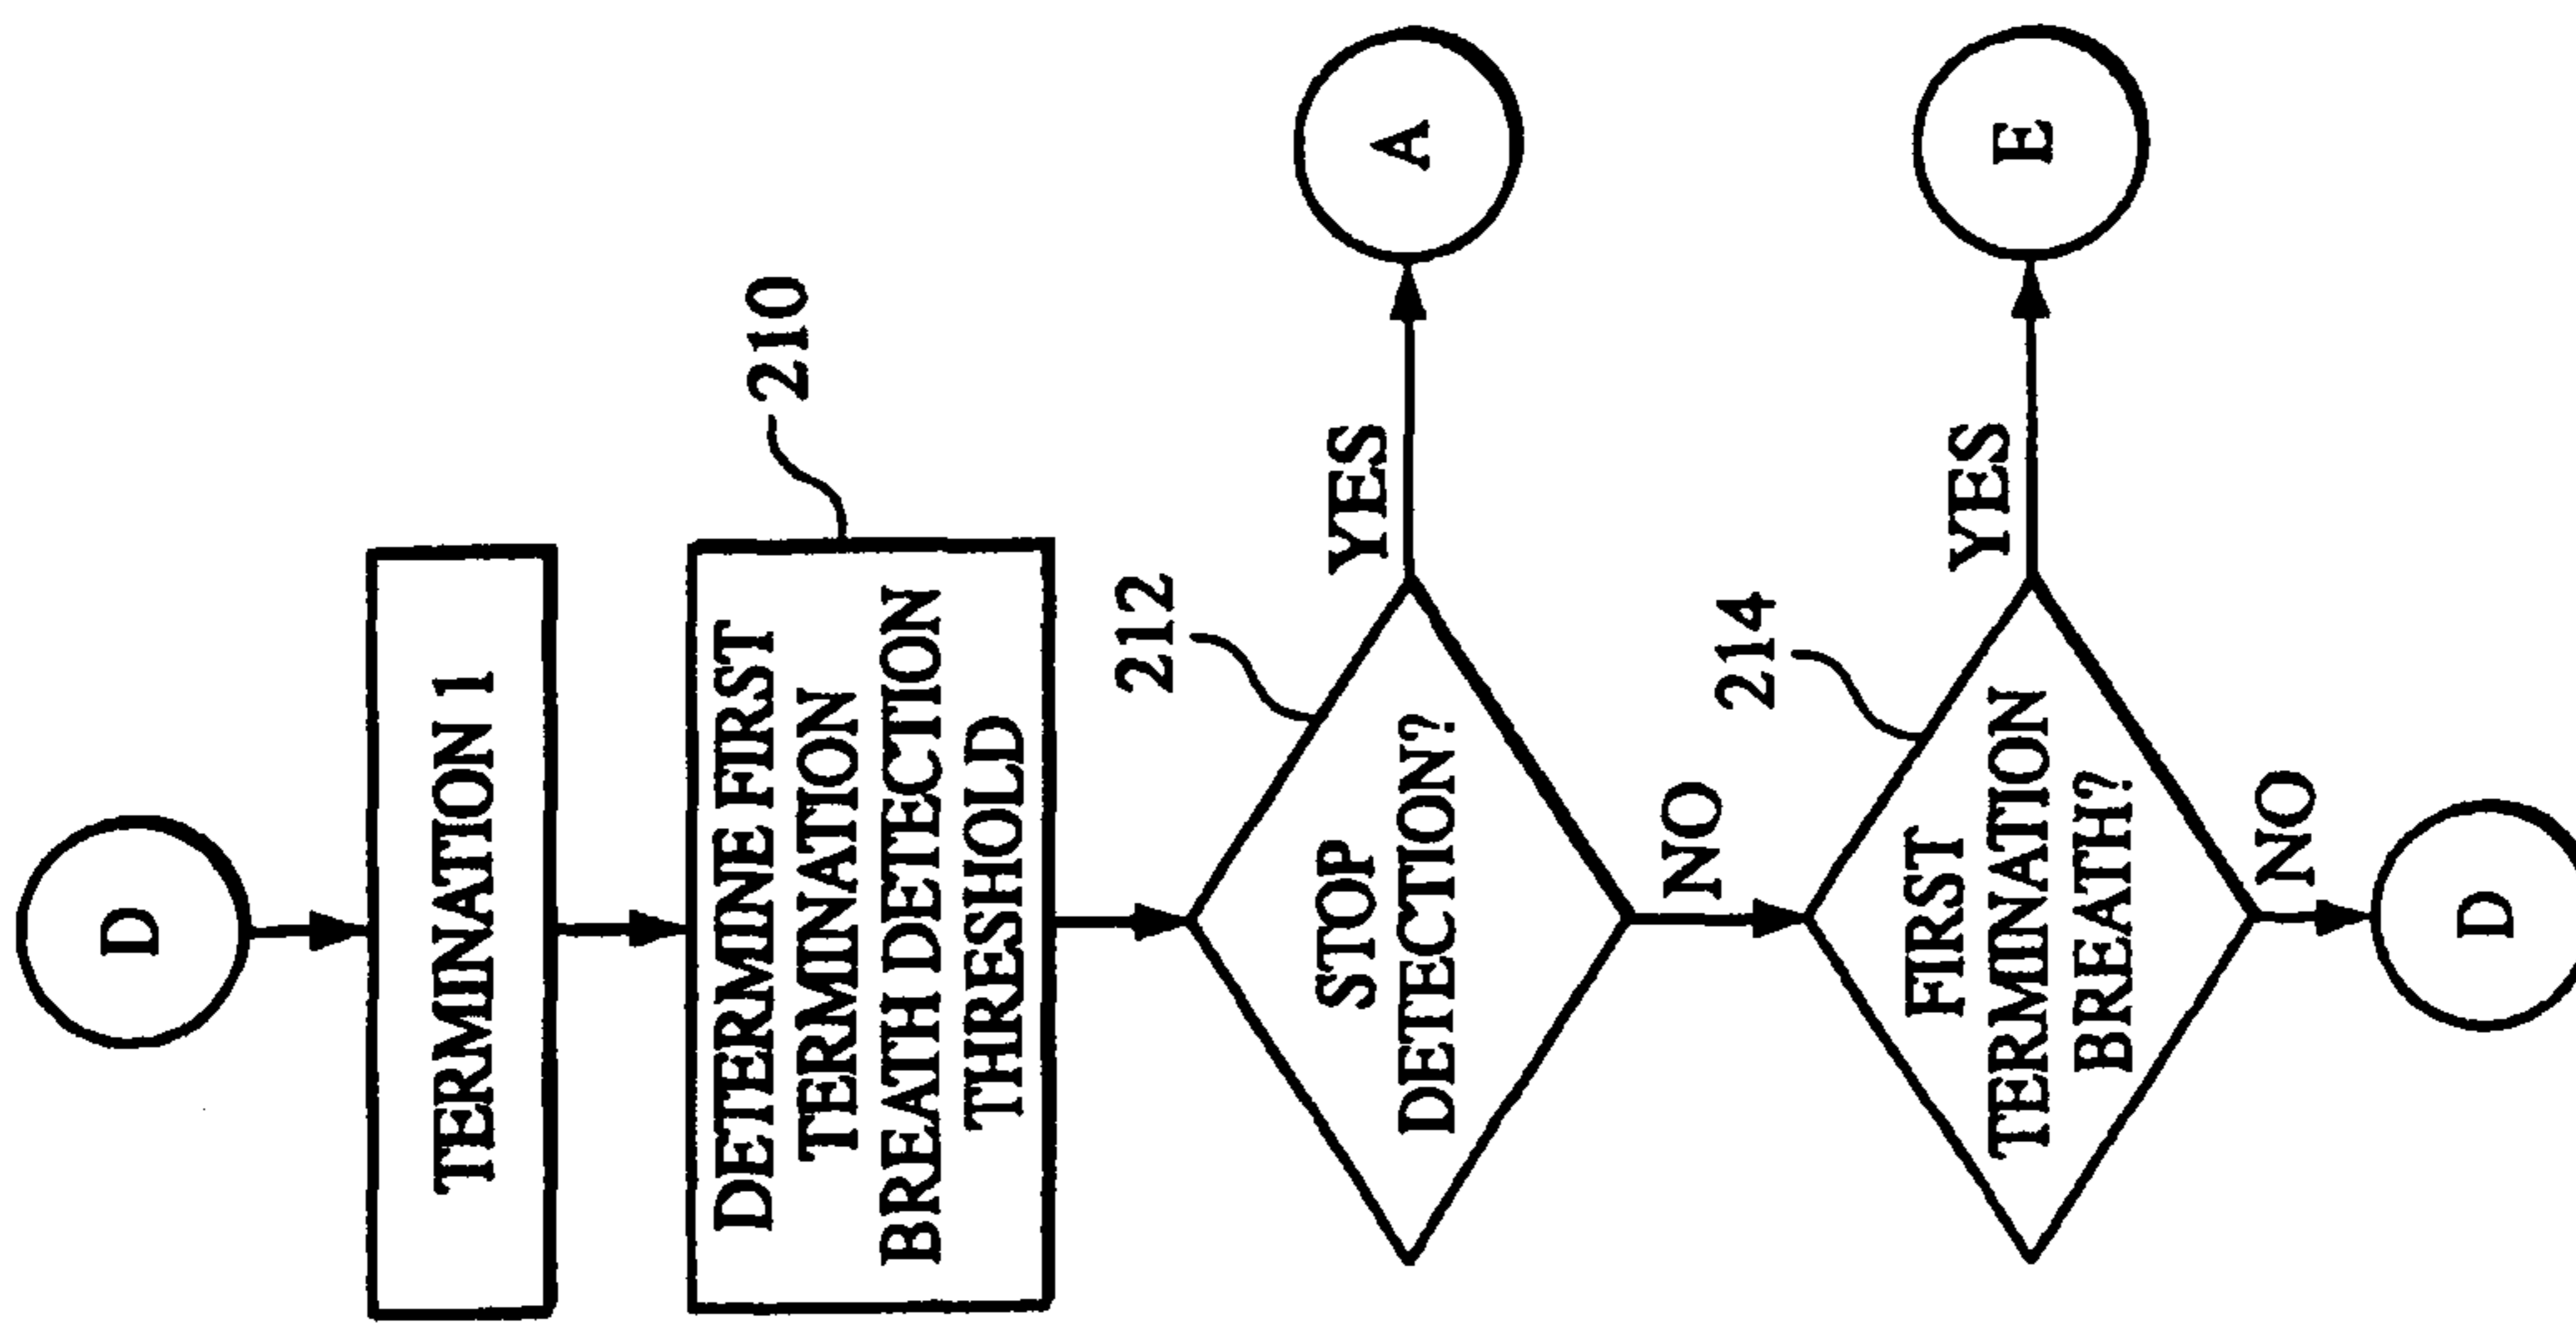 D
TERMINATION 1
DETERMINE FIRST
TERMINATION
BREATH DETECTION
THRESHOLD
210
STOP
DETECTION?
212
YES
A
NO
FIRST
TERMINATION
BREATH?
214
YES
E
NO
D